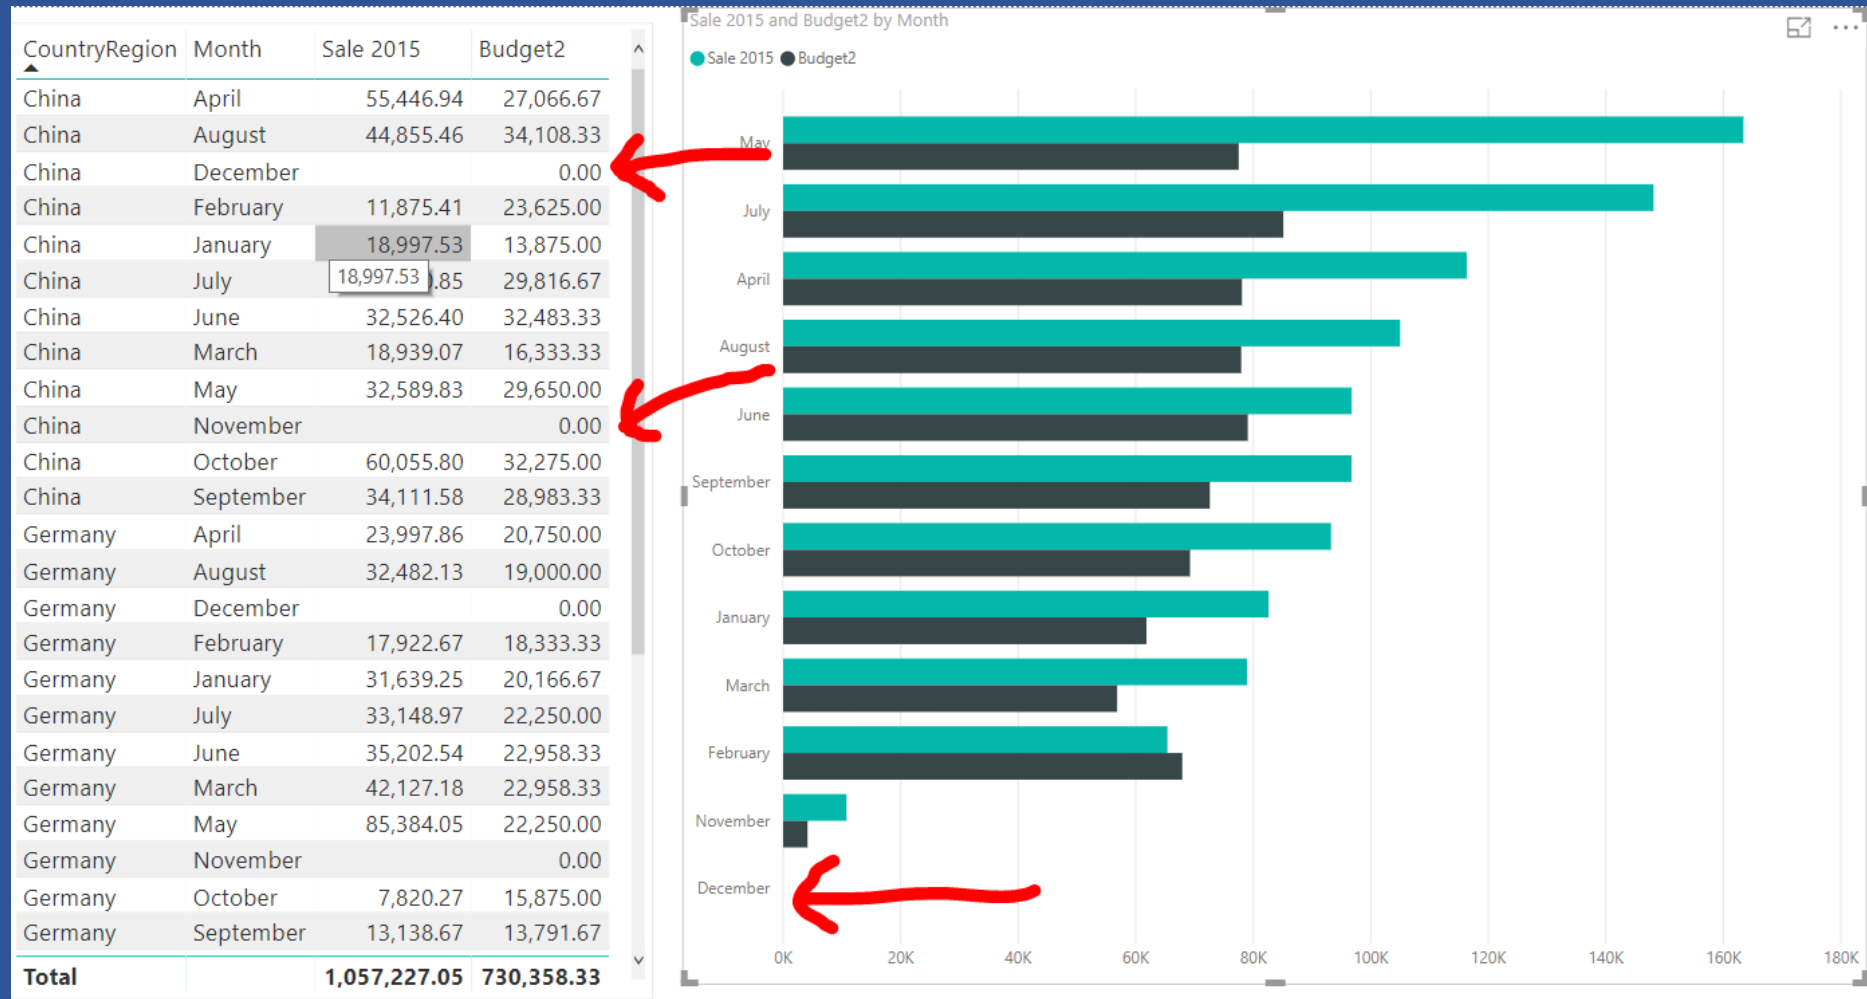 CountryRegion Month Sale 2015 Budget2
China April 55,446.94 27,066.67
China August 44,855.46 34,108.33
China December 0.00
China February 11,875.41 23,625.00
China January 18,997.53 13,875.00
18,997.53
China July .85 29,816.67
China June 32,526.40 32,483.33
China March 18,939.07 16,333.33
China May 32,589.83 29,650.00
China November 0.00
China October 60,055.80 32,275.00
China September 34,111.58 28,983.33
Germany April 23,997.86 20,750.00
Germany August 32,482.13 19,000.00
Germany December 0.00
Germany February 17,922.67 18,333.33
Germany January 31,639.25 20,166.67
Germany July 33,148.97 22,250.00
Germany June 35,202.54 22,958.33
Germany March 42,127.18 22,958.33
Germany May 85,384.05 22,250.00
Germany November 0.00
Germany October 7,820.27 15,875.00
Germany September 13,138.67 13,791.67
Total 1,057,227.05 730,358.33
Sale 2015 and Budget2 by Month
Sale 2015 Budget2
May
July
April
August
June
September
October
January
March
February
November
December
0K 20K 40K 60K 80K 100K 120K 140K 160K 180K